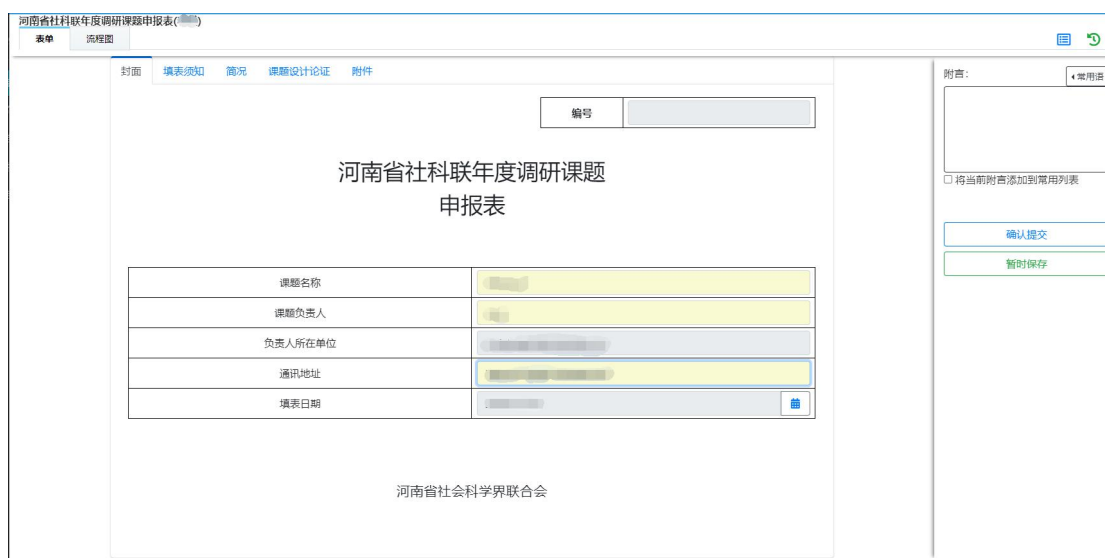 河南省社科联年度调研课题申报表( )
表单 流程图
封面 填表须知 简况 课题设计论证 附件
附言：
常用语
编号
河南省社科联年度调研课题
申报表
将当前附言添加到常用列表
确认提交
暂时保存
课题名称
课题负责人
负责人所在单位
通讯地址
填表日期
河南省社会科学界联合会